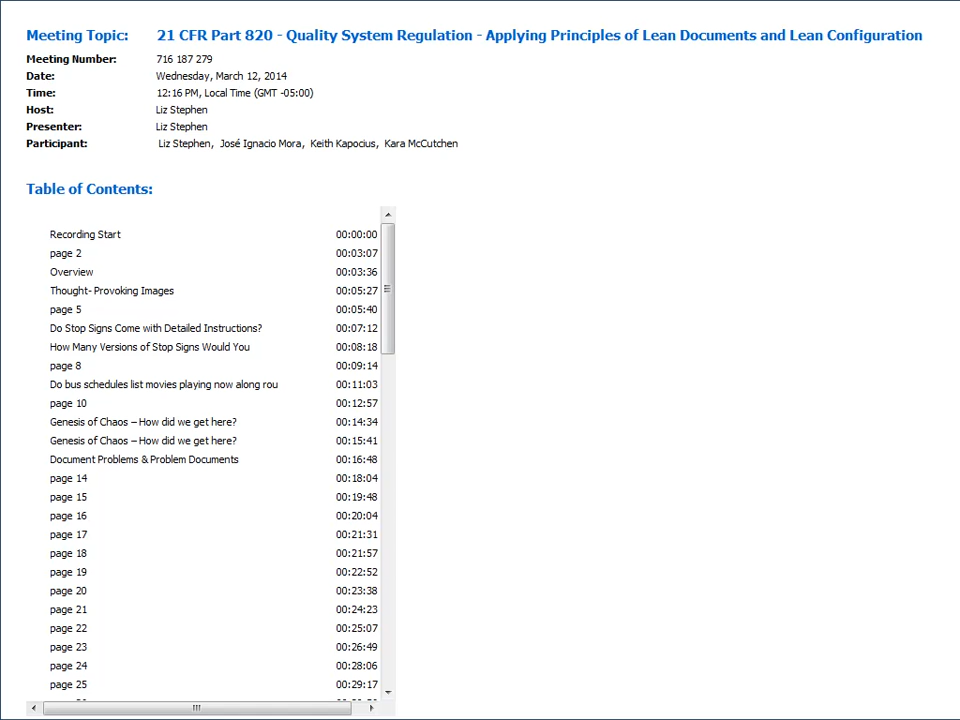 Meeting Topic: 21 CFR Part 820 - Quality System Regulation - Applying Principles of Lean Documents and Lean Configuration
Meeting Number: 716 187 279
Date: Wednesday, March 12, 2014
Time: 12:16 PM, Local Time (GMT -05:00)
Host: Liz Stephen
Presenter: Liz Stephen
Participant: Liz Stephen, José Ignacio Mora, Keith Kapocius, Kara McCutchen
Table of Contents:
Recording Start 00:00:00
page 2 00:03:07
Overview 00:03:36
Thought- Provoking Images 00:05:27
page 5 00:05:40
Do Stop Signs Come with Detailed Instructions? 00:07:12
How Many Versions of Stop Signs Would You 00:08:18
page 8 00:09:14
Do bus schedules list movies playing now along rou 00:11:03
page 10 00:12:57
Genesis of Chaos – How did we get here? 00:14:34
Genesis of Chaos – How did we get here? 00:15:41
Document Problems & Problem Documents 00:16:48
page 14 00:18:04
page 15 00:19:48
page 16 00:20:04
page 17 00:21:31
page 18 00:21:57
page 19 00:22:52
page 20 00:23:38
page 21 00:24:23
page 22 00:25:07
page 23 00:26:49
page 24 00:28:06
page 25 00:29:17